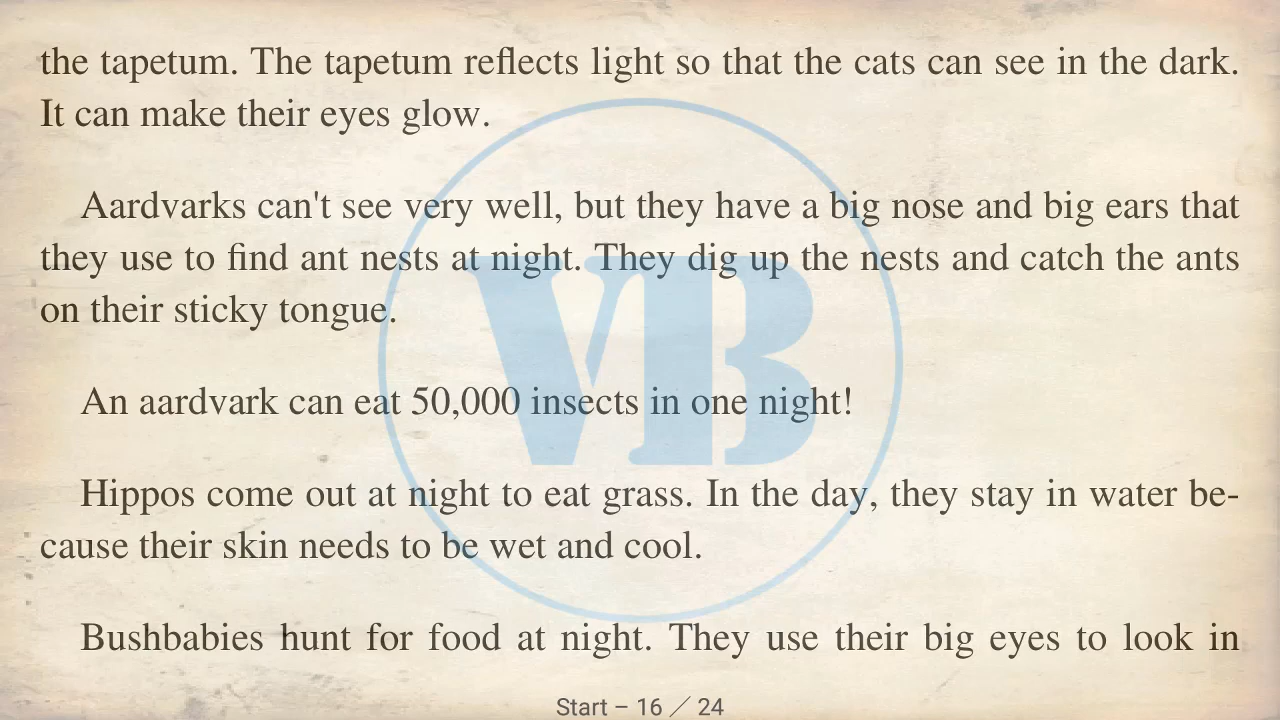 the tapetum. The tapetum reflects light so that the cats can see in the dark.
It can make their eyes glow.
Aardvarks can't see very well, but they have a big nose and big ears that
they use to find ant nests at night. They dig up the nests and catch the ants
on their sticky tongue.
An aardvark can eat 50,000 insects in one night!
Hippos come out at night to eat grass. In the day, they stay in water be-
cause their skin needs to be wet and cool.
Bushbabies hunt for food at night. They use their big eyes to look in
VB
Start – 16 ／ 24